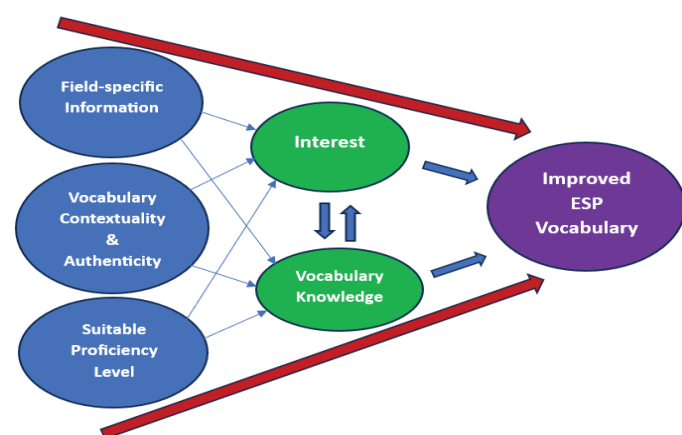 Field-specific
Information
Interest
Improved
ESP
Vocabulary
Vocabulary
Contextuality
&
Authenticity
Vocabulary
Knowledge
Suitable
Proficiency
Level